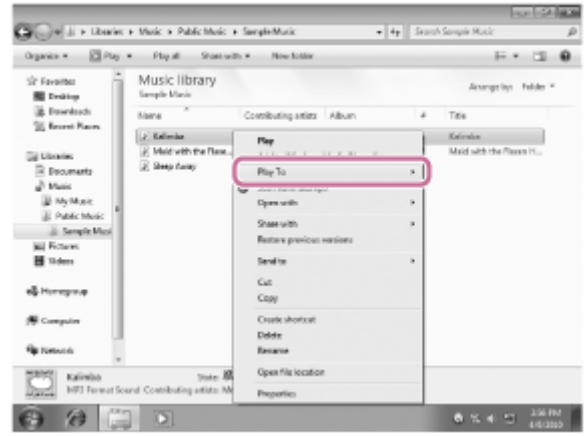 Libraries ▸ Music ▸ Public Music ▸ Sample Music
Search Sample Music
Organize
Play
Play all
Share with
New folder
Favorites
Desktop
Downloads
Recent Places
Libraries
Documents
Music
My Music
Public Music
Sample Musi
Pictures
Videos
Homegroup
Computer
Network
Music library
Sample Music
Arrange by: Folder
Name Contributing artists Album # Title
Kalimba Kalimba
Maid with the Flaxe... Maid with the Flaxen H...
Sleep Away
Play
Play To
Open with
Share with
Restore previous versions
Send to
Cut
Copy
Create shortcut
Delete
Rename
Open file location
Properties
Kalimba State:
MP3 Format Sound Contributing artists:
3:56 PM